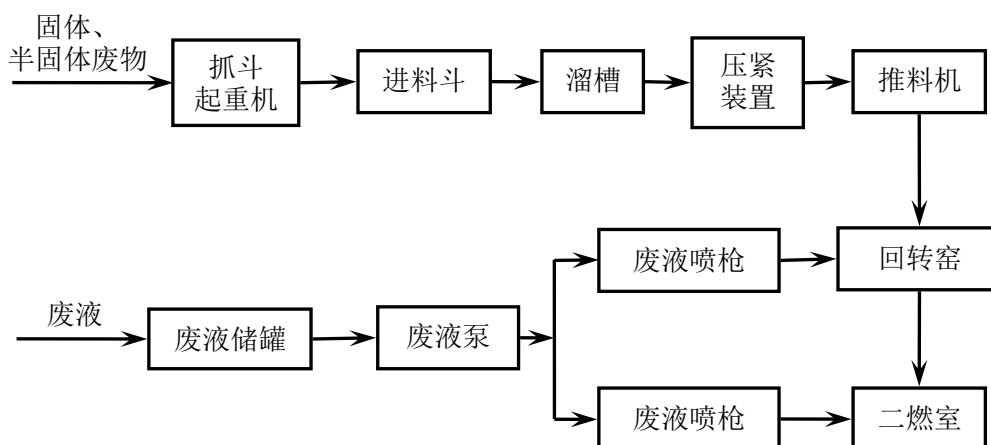 固体、
半固体废物
抓斗
起重机
进料斗
溜槽
压紧
装置
推料机
废液喷枪
回转窑
废液
废液储罐
废液泵
废液喷枪
二燃室